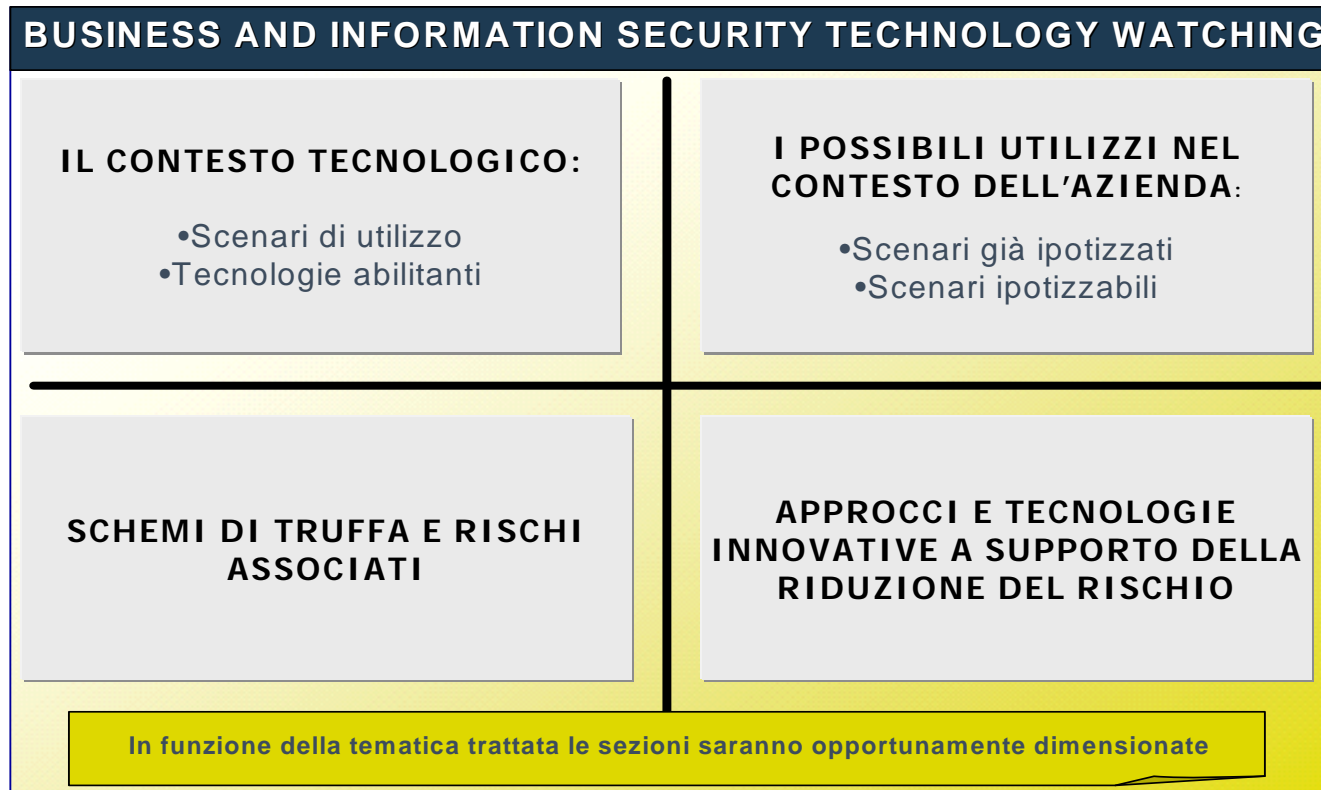 BUSINESS AND INFORMATION SECURITY TECHNOLOGY WATCHING
IL CONTESTO TECNOLOGICO:
•Scenari di utilizzo
•Tecnologie abilitanti
I POSSIBILI UTILIZZI NEL
CONTESTO DELL’AZIENDA:
•Scenari già ipotizzati
•Scenari ipotizzabili
SCHEMI DI TRUFFA E RISCHI
ASSOCIATI
APPROCCI E TECNOLOGIE
INNOVATIVE A SUPPORTO DELLA
RIDUZIONE DEL RISCHIO
In funzione della tematica trattata le sezioni saranno opportunamente dimensionate